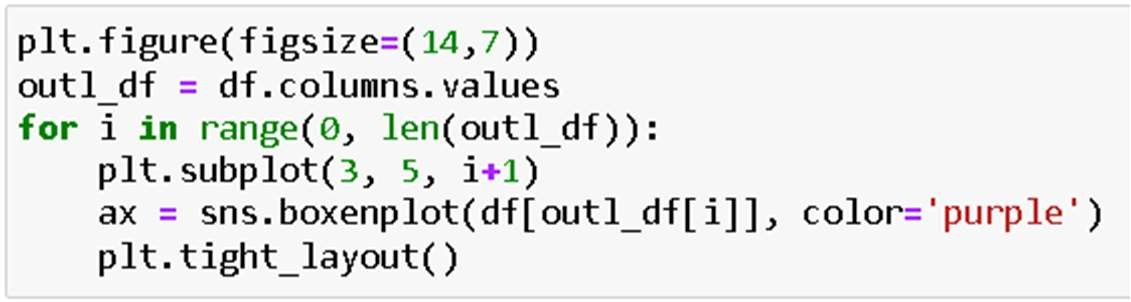 plt.figure(figsize=(14,7))
outl_df = df.columns.values
for i in range(0, len(outl_df)):
    plt.subplot(3, 5, i+1)
    ax = sns.boxenplot(df[outl_df[i]], color='purple')
    plt.tight_layout()